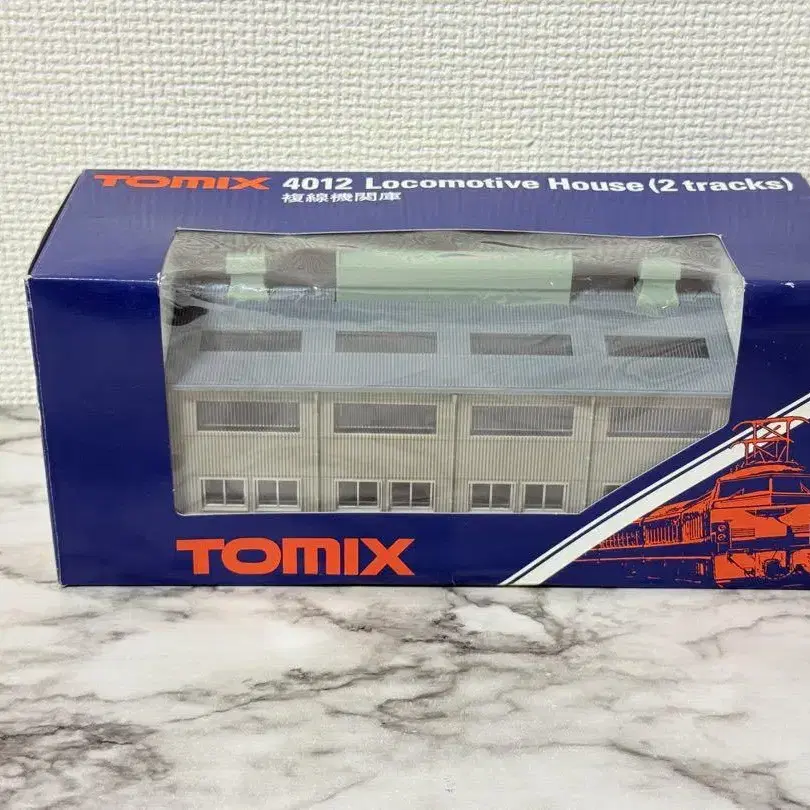 TOMIX 4012 Locomotive House (2 tracks)
複線機関庫
TOMIX